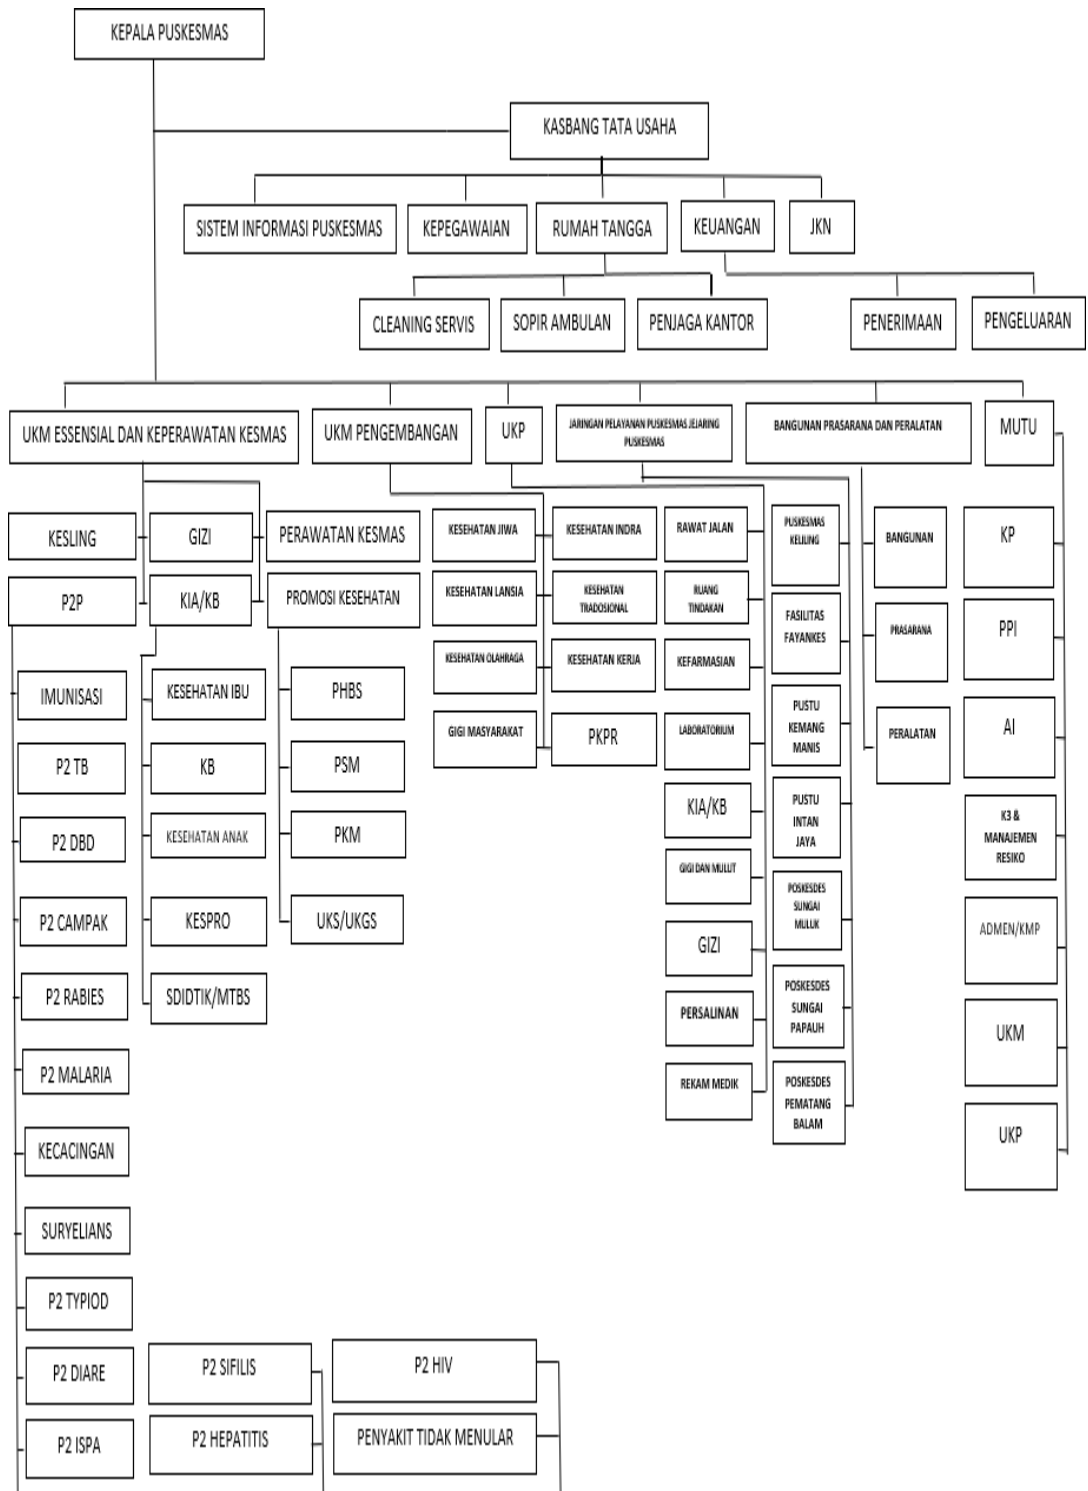 KEPALA PUSKESMAS
KASBANG TATA USAHA
SISTEM INFORMASI PUSKESMAS
KEPEGAWAIAN
RUMAH TANGGA
KEUANGAN
JKN
CLEANING SERVIS
SOPIR AMBULAN
PENJAGA KANTOR
PENERIMAAN
PENGELUARAN
UKM ESSENSIAL DAN KEPERAWATAN KESMAS
UKM PENGEMBANGAN
UKP
JARINGAN PELAYANAN PUSKESMAS JEJARING
PUSKESMAS
BANGUNAN PRASARANA DAN PERALATAN
MUTU
KESLING
GIZI
PERAWATAN KESMAS
P2P
KIA/KB
PROMOSI KESEHATAN
IMUNISASI
P2 TB
P2 DBD
P2 CAMPAK
P2 RABIES
P2 MALARIA
KECACINGAN
SURYELIANS
P2 TYPIOD
P2 DIARE
P2 ISPA
KESEHATAN IBU
KB
KESEHATAN ANAK
KESPRO
SDIDTIK/MTBS
PHBS
PSM
PKM
UKS/UKGS
P2 SIFILIS
P2 HEPATITIS
P2 HIV
PENYAKIT TIDAK MENULAR
KESEHATAN JIWA
KESEHATAN LANSIA
KESEHATAN OLAHRAGA
GIGI MASYARAKAT
KESEHATAN INDRA
KESEHATAN
TRADOSIONAL
KESEHATAN KERJA
PKPR
RAWAT JALAN
RUANG
TINDAKAN
KEFARMASIAN
LABORATORIUM
KIA/KB
GIGI DAN MULUT
GIZI
PERSALINAN
REKAM MEDIK
PUSKESMAS
KELILING
FASILITAS
FAYANKES
PUSTU
KEMANG
MANIS
PUSTU
INTAN
JAYA
POSKESDES
SUNGAI
MULUK
POSKESDES
SUNGAI
PAPAUH
POSKESDES
PEMATANG
BALAM
BANGUNAN
PRASARANA
PERALATAN
KP
PPI
AI
K3 &
MANAJEMEN
RESIKO
ADMEN/KMP
UKM
UKP